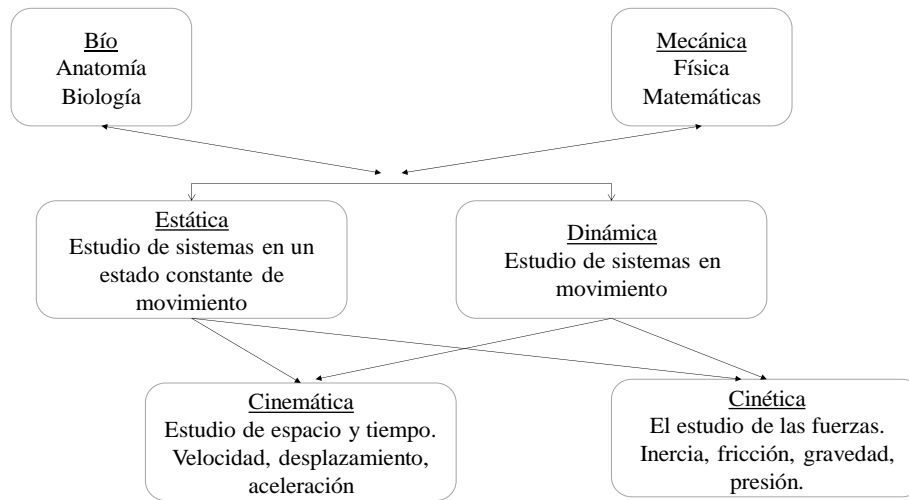 Bío
Anatomía
Biología
Mecánica
Física
Matemáticas
Estática
Estudio de sistemas en un
estado constante de
movimiento
Dinámica
Estudio de sistemas en
movimiento
Cinemática
Estudio de espacio y tiempo.
Velocidad, desplazamiento,
aceleración
Cinética
El estudio de las fuerzas.
Inercia, fricción, gravedad,
presión.